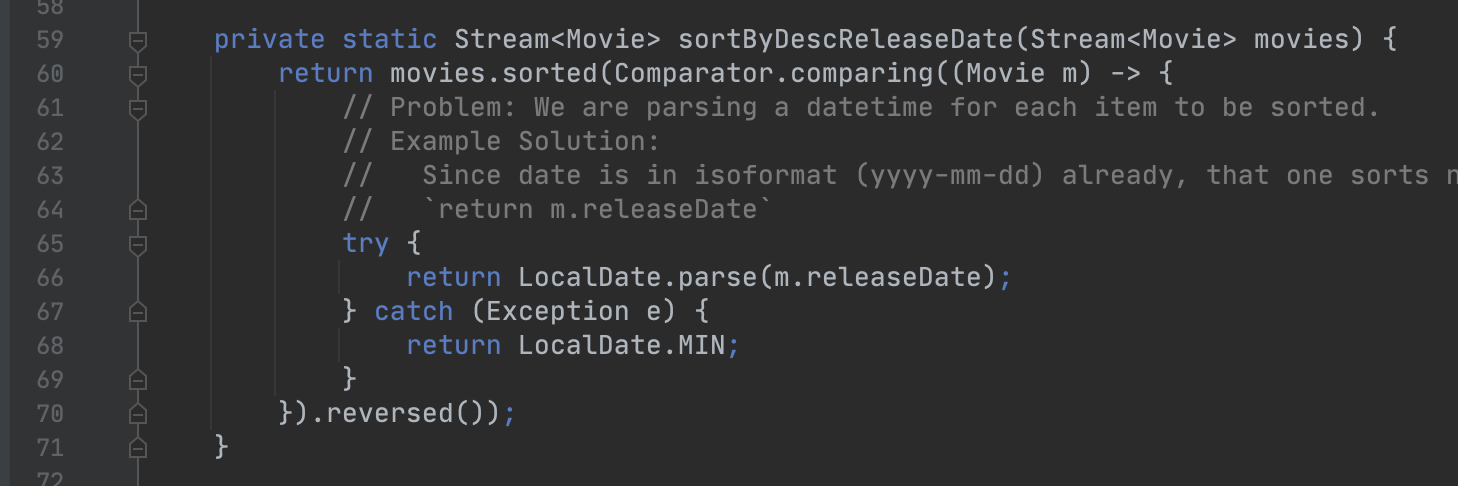 58
59 private static Stream<Movie> sortByDescReleaseDate(Stream<Movie> movies) {
60 return movies.sorted(Comparator.comparing((Movie m) -> {
61 // Problem: We are parsing a datetime for each item to be sorted.
62 // Example Solution:
63 //   Since date is in isoformat (yyyy-mm-dd) already, that one sorts
64 //   `return m.releaseDate`
65 try {
66 return LocalDate.parse(m.releaseDate);
67 } catch (Exception e) {
68 return LocalDate.MIN;
69 }
70 }).reversed());
71 }
72